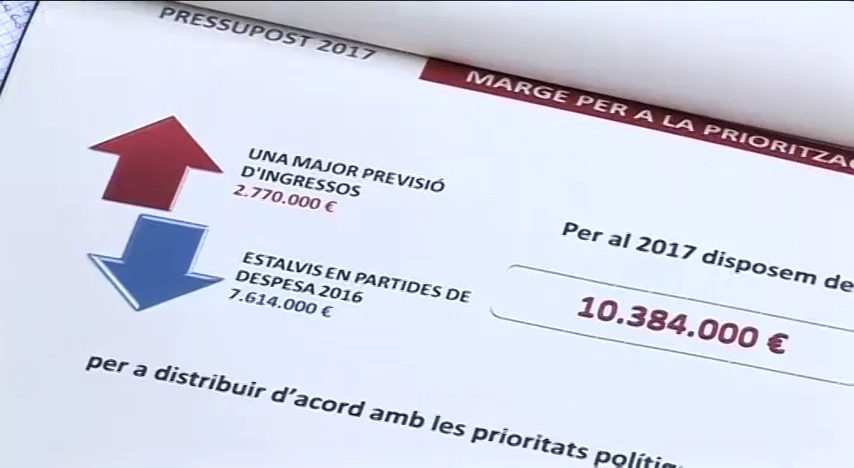 PRESSUPOST 2017
MARGE PER A LA
UNA MAJOR PREVISIÓ
D'INGRESSOS
2.770.000 €
ESTALVIS EN PARTIDES DE
DESPESA 2016
7.614.000 €
Per al 2017 disposem de
10.384.000 €
per a distribuir d'acord amb les prioritats